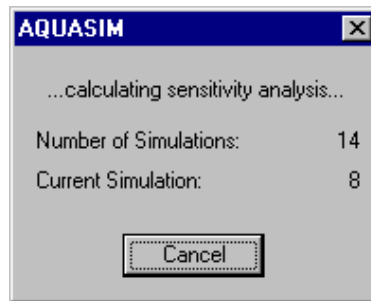 AQUASIM
...calculating sensitivity analysis...
Number of Simulations: 14
Current Simulation: 8
Cancel